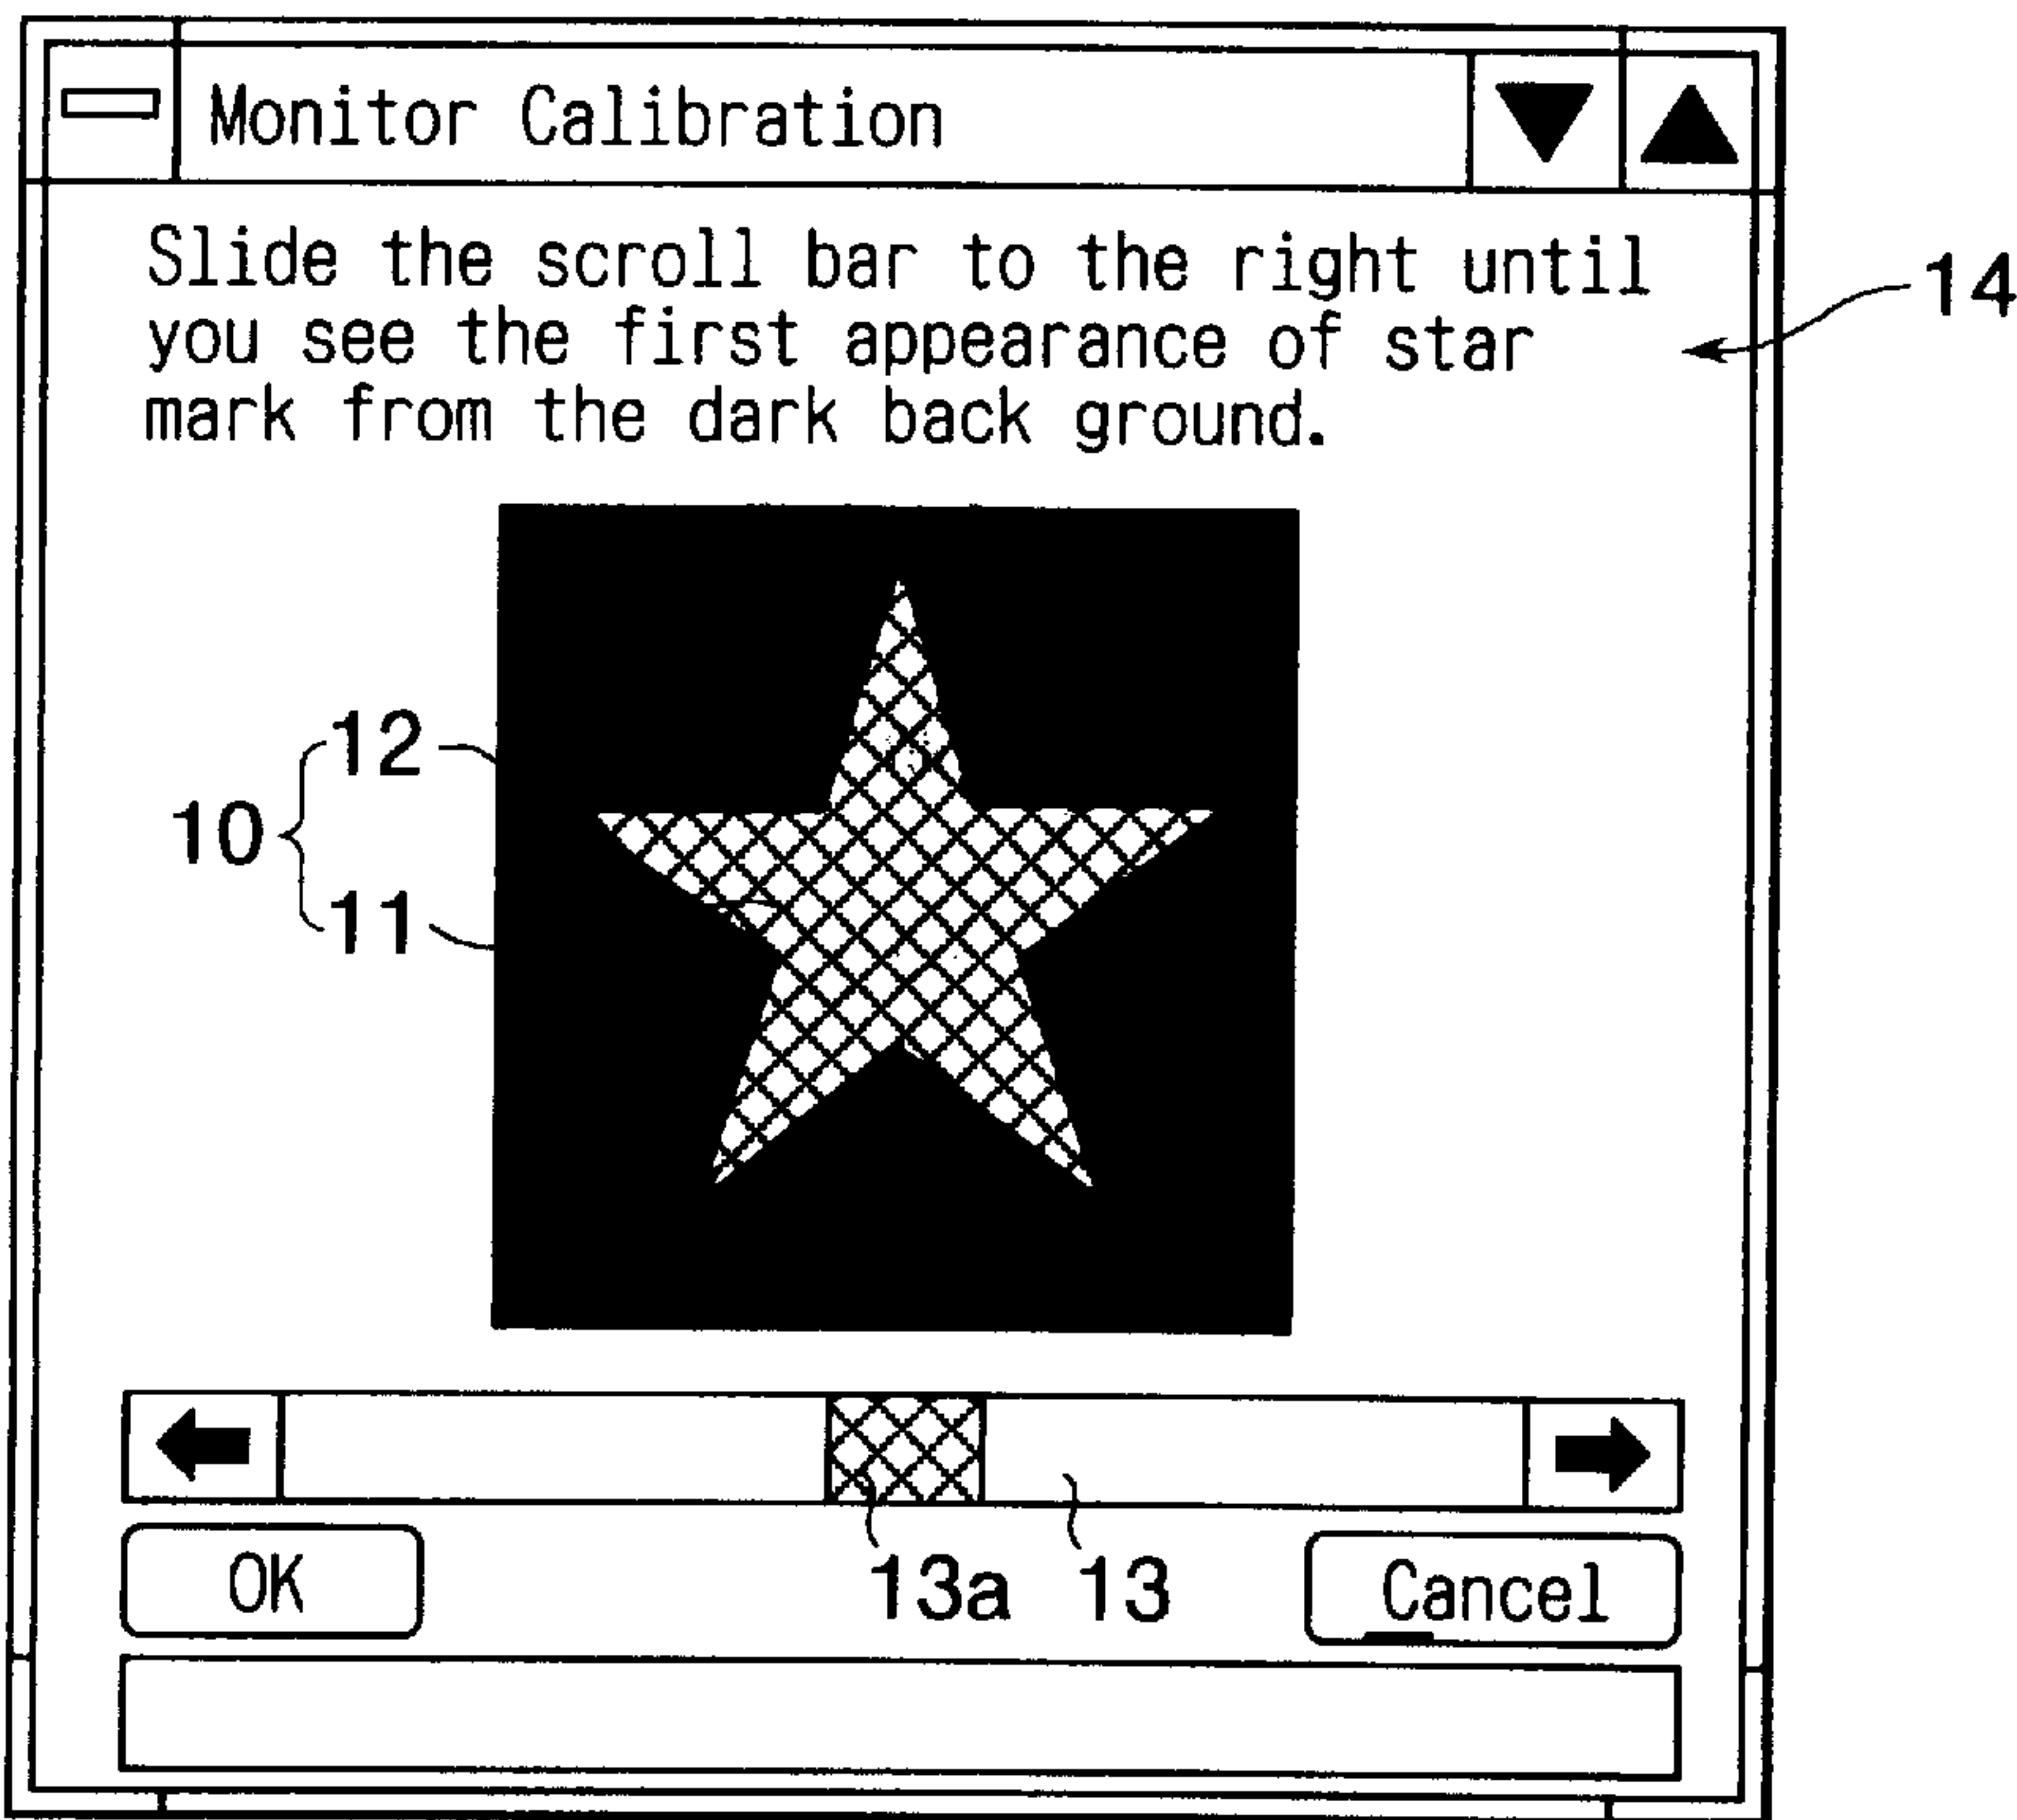 Monitor Calibration
Slide the scroll bar to the right until
you see the first appearance of star
mark from the dark back ground.
14
12
10
11
13a 13
OK
Cancel